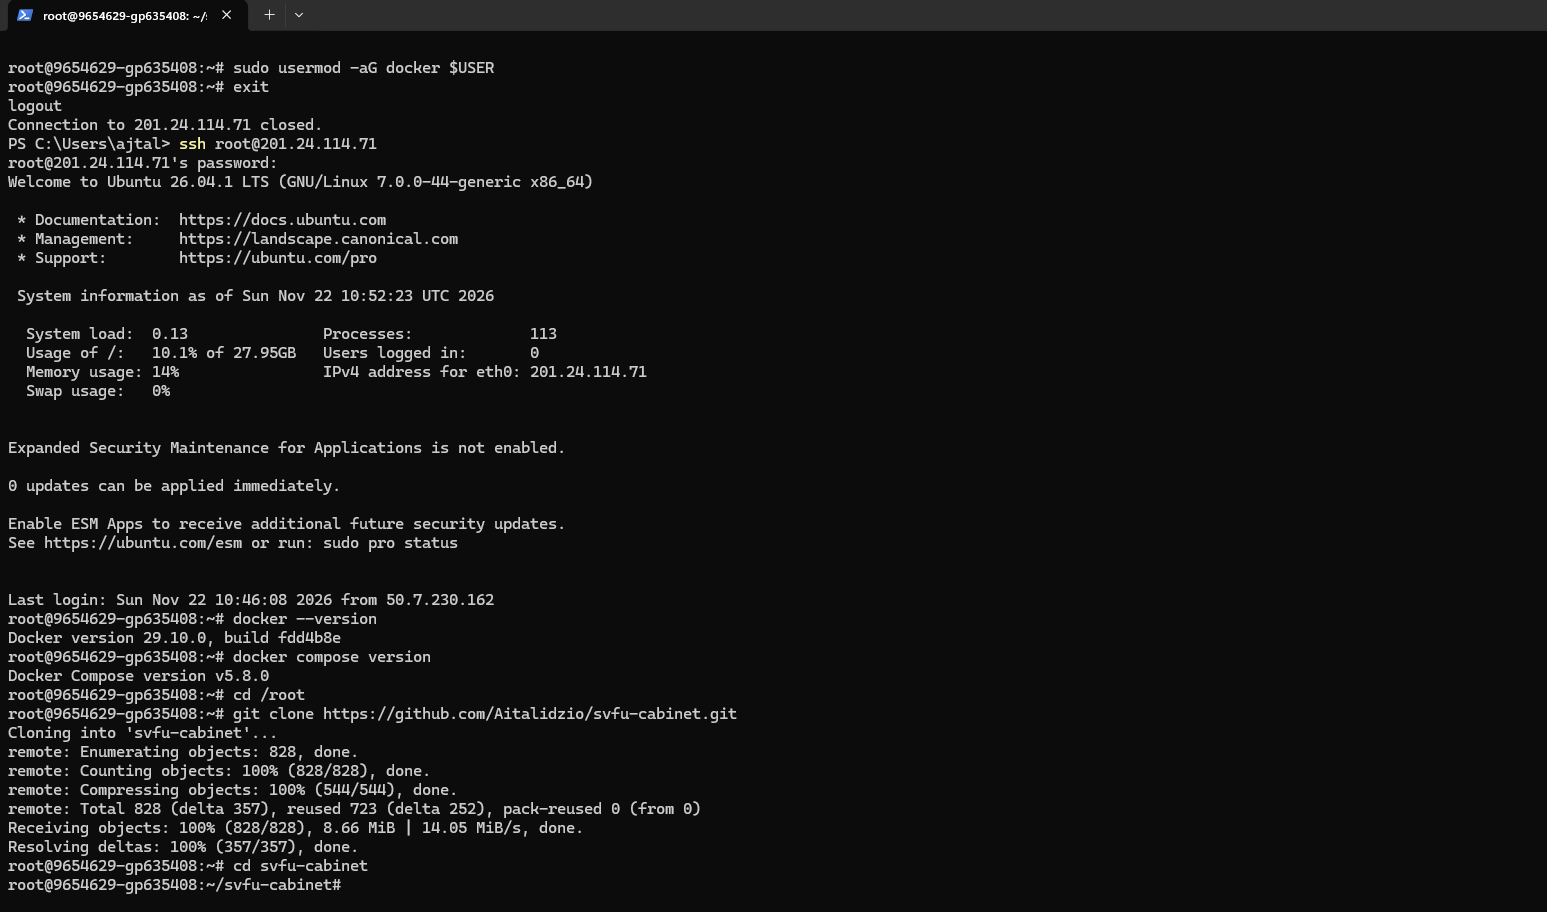 root@9654629-gp635408: ~/s
root@9654629-gp635408:~# sudo usermod -aG docker $USER
root@9654629-gp635408:~# exit
logout
Connection to 201.24.114.71 closed.
PS C:\Users\ajtal> ssh root@201.24.114.71
root@201.24.114.71's password:
Welcome to Ubuntu 26.04.1 LTS (GNU/Linux 7.0.0-44-generic x86_64)
* Documentation:  https://docs.ubuntu.com
* Management:     https://landscape.canonical.com
* Support:        https://ubuntu.com/pro
System information as of Sun Nov 22 10:52:23 UTC 2026
System load:  0.13               Processes:             113
Usage of /:   10.1% of 27.95GB   Users logged in:       0
Memory usage: 14%                IPv4 address for eth0: 201.24.114.71
Swap usage:   0%
Expanded Security Maintenance for Applications is not enabled.
0 updates can be applied immediately.
Enable ESM Apps to receive additional future security updates.
See https://ubuntu.com/esm or run: sudo pro status
Last login: Sun Nov 22 10:46:08 2026 from 50.7.230.162
root@9654629-gp635408:~# docker --version
Docker version 29.10.0, build fdd4b8e
root@9654629-gp635408:~# docker compose version
Docker Compose version v5.8.0
root@9654629-gp635408:~# cd /root
root@9654629-gp635408:~# git clone https://github.com/Aitalidzio/svfu-cabinet.git
Cloning into 'svfu-cabinet'...
remote: Enumerating objects: 828, done.
remote: Counting objects: 100% (828/828), done.
remote: Compressing objects: 100% (544/544), done.
remote: Total 828 (delta 357), reused 723 (delta 252), pack-reused 0 (from 0)
Receiving objects: 100% (828/828), 8.66 MiB | 14.05 MiB/s, done.
Resolving deltas: 100% (357/357), done.
root@9654629-gp635408:~# cd svfu-cabinet
root@9654629-gp635408:~/svfu-cabinet#